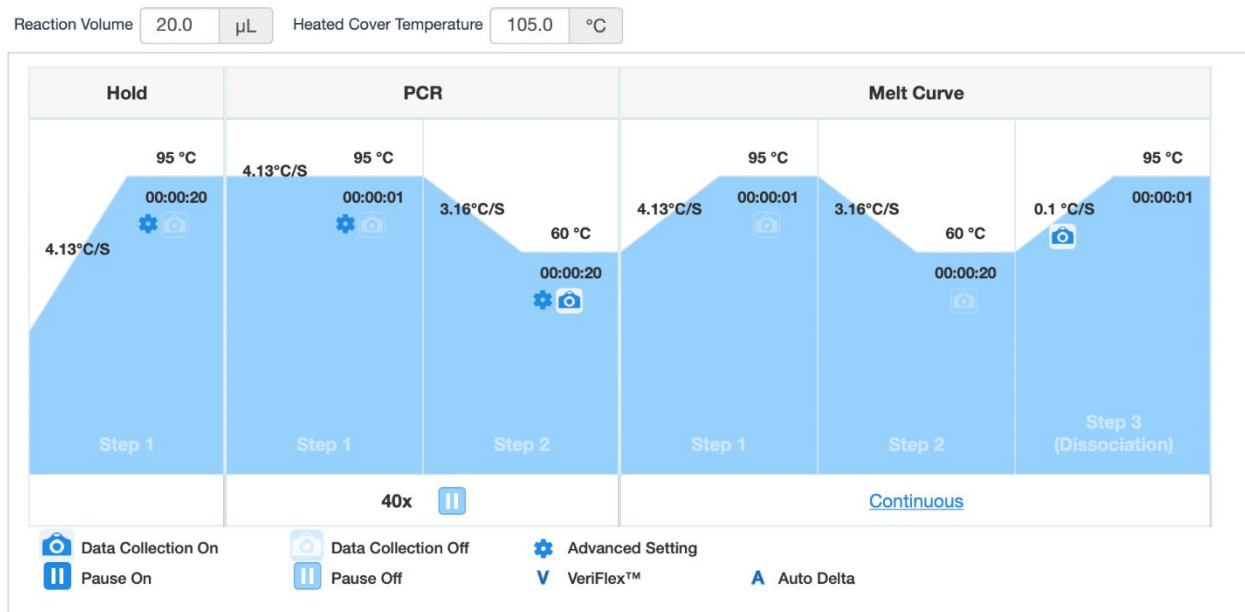 Reaction Volume 20.0 µL Heated Cover Temperature 105.0 °C
Hold PCR Melt Curve
95 °C 95 °C 95 °C 95 °C
4.13°C/S
00:00:20 00:00:01 00:00:01 00:00:01
3.16°C/S 4.13°C/S 3.16°C/S 0.1 °C/S
60 °C 60 °C
4.13°C/S
00:00:20 00:00:20
Step 1 Step 1 Step 2 Step 1 Step 2 Step 3
(Dissociation)
40x Continuous
Data Collection On Data Collection Off Advanced Setting
Pause On Pause Off V VeriFlex™ A Auto Delta